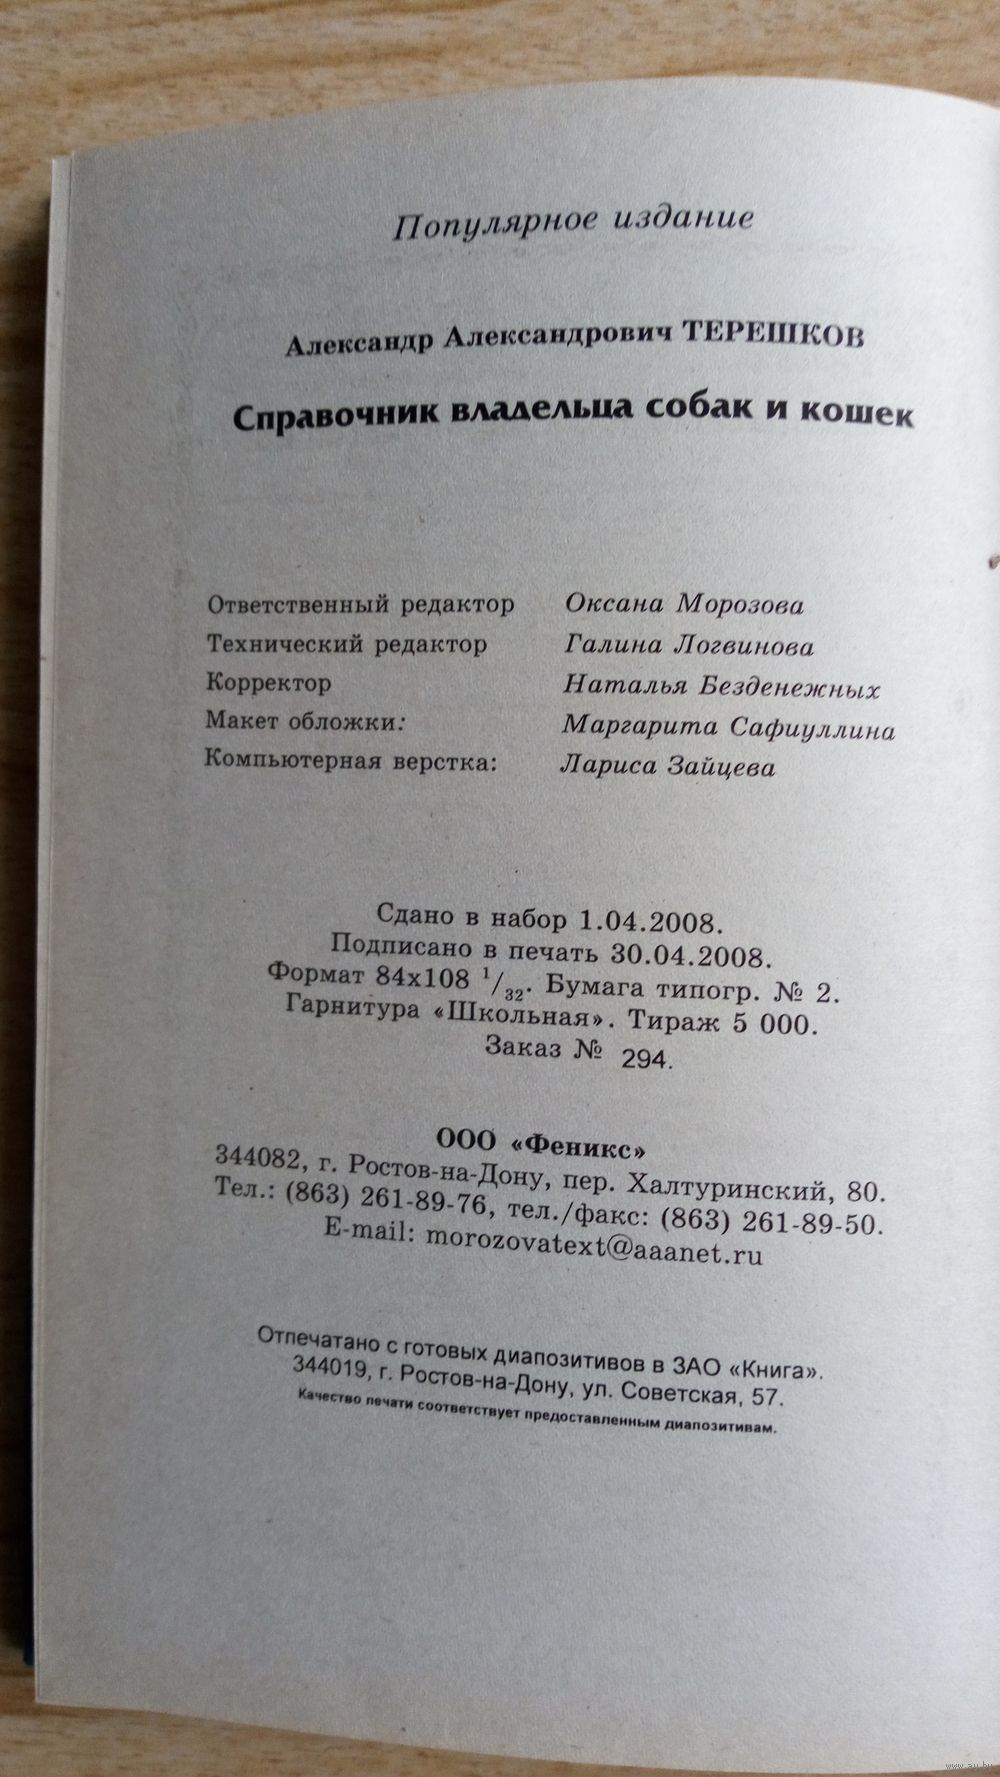 Популярное издание
Александр Александрович ТЕРЕШКОВ
Справочник владельца собак и кошек
Ответственный редактор Оксана Морозова
Технический редактор Галина Логвинова
Корректор Наталья Безденежных
Макет обложки: Маргарита Сафиуллина
Компьютерная верстка: Лариса Зайцева
Сдано в набор 1.04.2008.
Подписано в печать 30.04.2008.
Формат 84х108 1/32. Бумага типогр. № 2.
Гарнитура «Школьная». Тираж 5 000.
Заказ № 294.
ООО «Феникс»
344082, г. Ростов-на-Дону, пер. Халтуринский, 80.
Тел.: (863) 261-89-76, тел./факс: (863) 261-89-50.
E-mail: morozovatext@aaanet.ru
Отпечатано с готовых диапозитивов в ЗАО «Книга».
344019, г. Ростов-на-Дону, ул. Советская, 57.
Качество печати соответствует предоставленным диапозитивам.